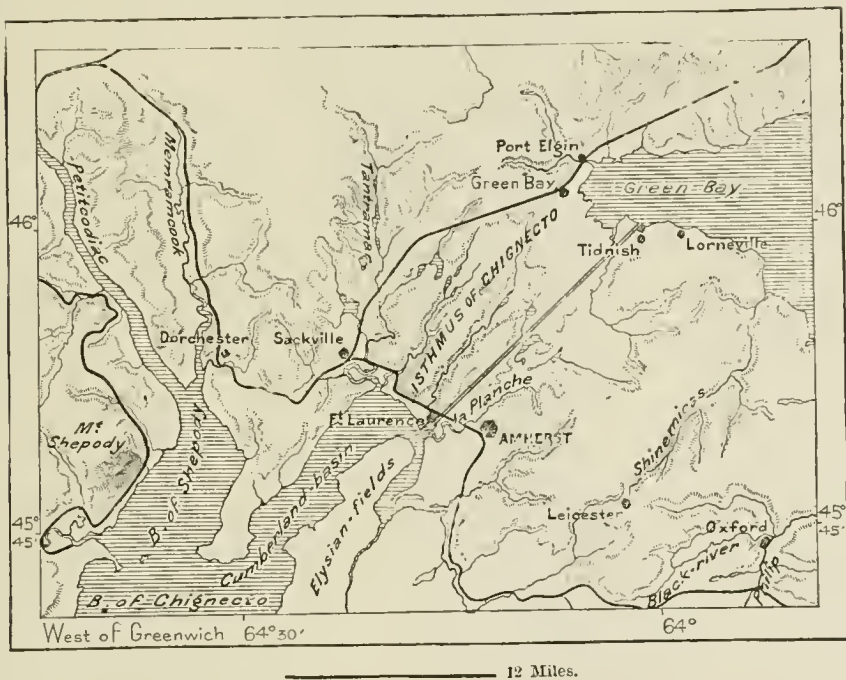 Port Elgin
Green Bay
Green-Bay
Petitcodiac
Memramcook
Tantramar
46°
46°
Tidnish
Lorneville
ISTHMUS OF CHIGNECTO
Dorchester
Sackville
Ft. Laurence
la Planche
AMHERST
Mt
Shepody
B. of Shepody
Cumberland-basin
Elysian-fields
Shinemicas
Leicester
Oxford
45°
45'
45°
45'
Black-river
Philip
B. of Chignecto
West of Greenwich 64°30' 64°
12 Miles.